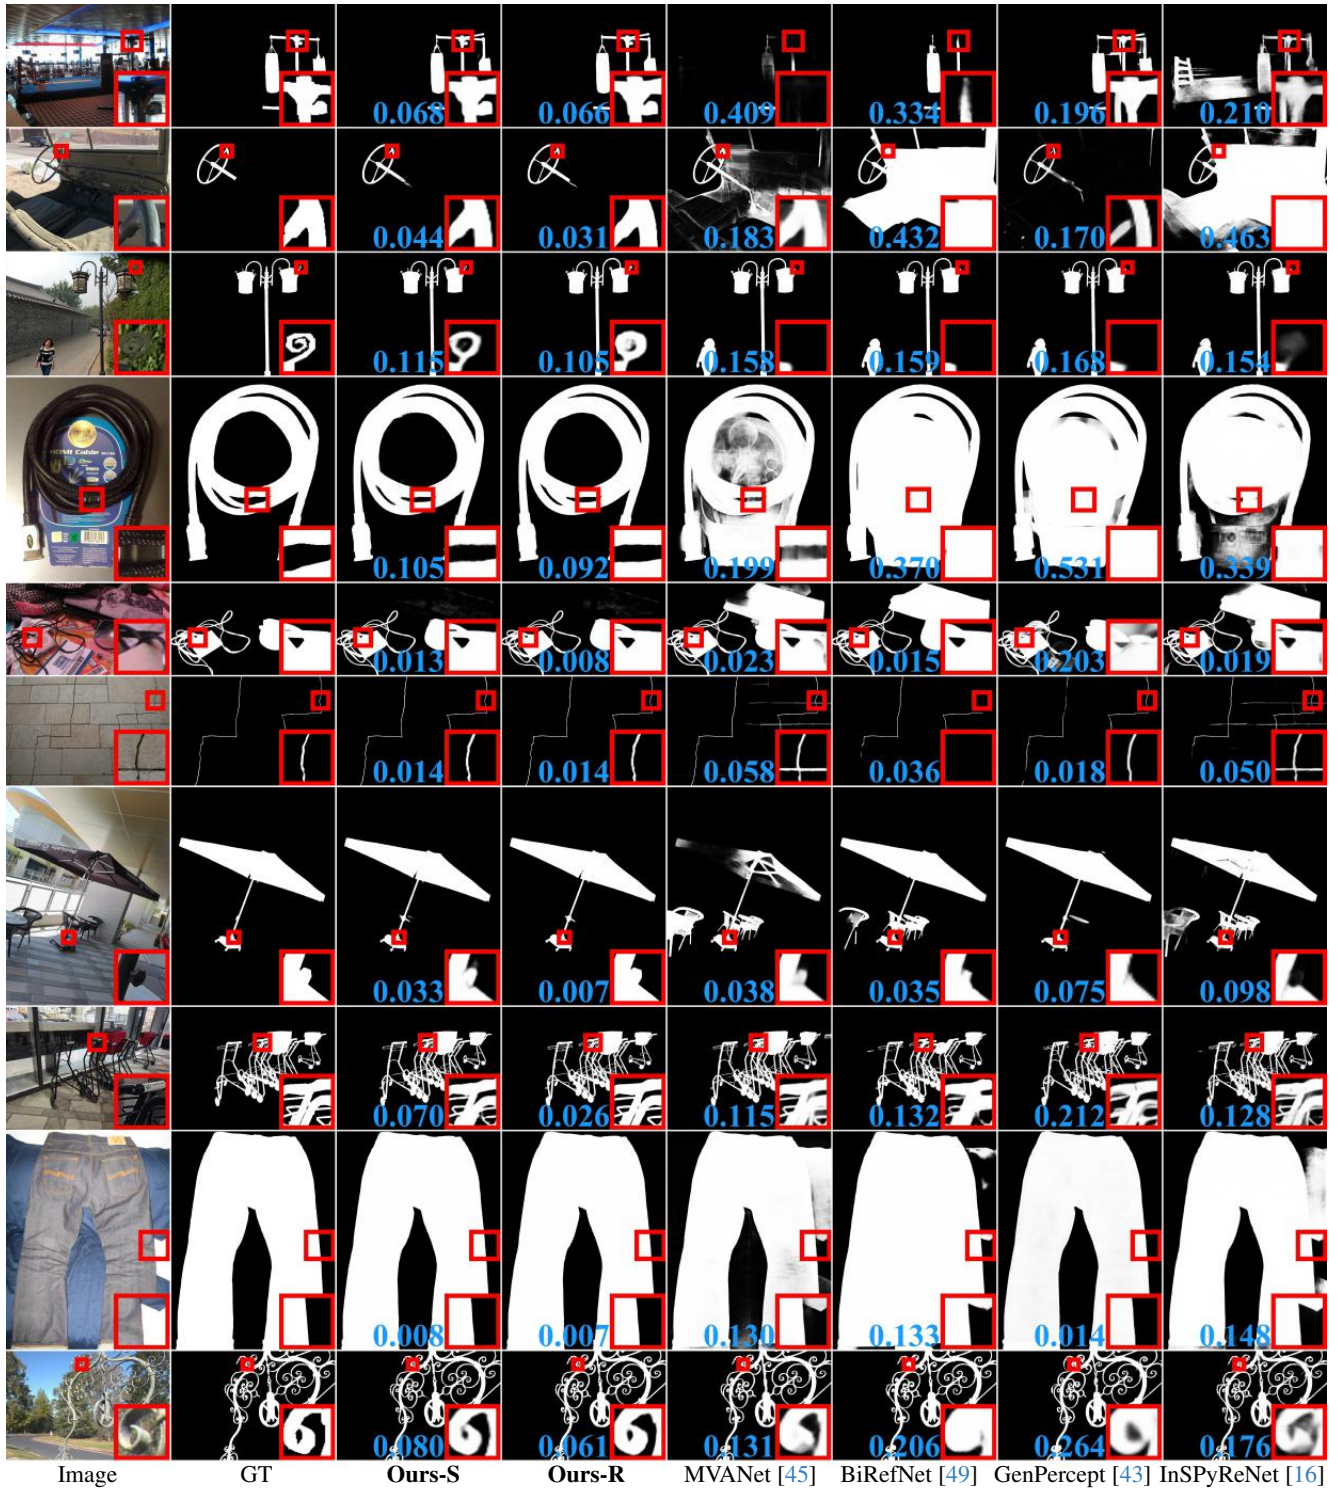 0.068 0.066 0.409 0.334 0.196 0.210
0.044 0.031 0.183 0.432 0.170 0.463
0.115 0.105 0.158 0.159 0.168 0.154
HDMI Cable
0.105 0.092 0.199 0.370 0.531 0.339
0.013 0.008 0.023 0.015 0.203 0.019
0.014 0.014 0.058 0.036 0.018 0.050
0.033 0.007 0.038 0.035 0.075 0.098
0.070 0.026 0.115 0.132 0.212 0.128
0.008 0.007 0.130 0.133 0.014 0.148
0.080 0.061 0.131 0.206 0.264 0.176
Image GT Ours-S Ours-R MVANet [45] BiRefNet [49] GenPercept [43] InSPyReNet [16]